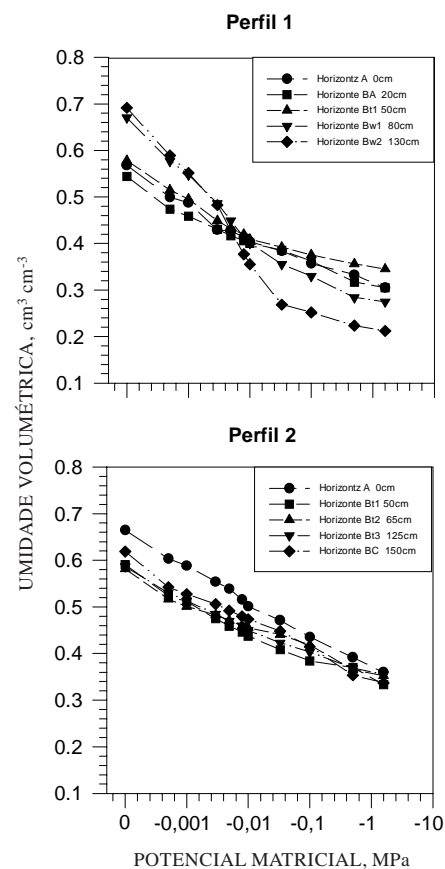 Perfil 1
0.8
0.7
0.6
0.5
0.4
0.3
0.2
0.1
Horizontz A 0cm
Horizonte BA 20cm
Horizonte Bt1 50cm
Horizonte Bw1 80cm
Horizonte Bw2 130cm
UMIDADE VOLUMÉTRICA, cm³ cm⁻³
Perfil 2
0.8
0.7
0.6
0.5
0.4
0.3
0.2
0.1
Horizontz A 0cm
Horizonte Bt1 50cm
Horizonte Bt2 65cm
Horizonte Bt3 125cm
Horizonte BC 150cm
0 -0,001 -0,01 -0,1 -1 -10
POTENCIAL MATRICIAL, MPa